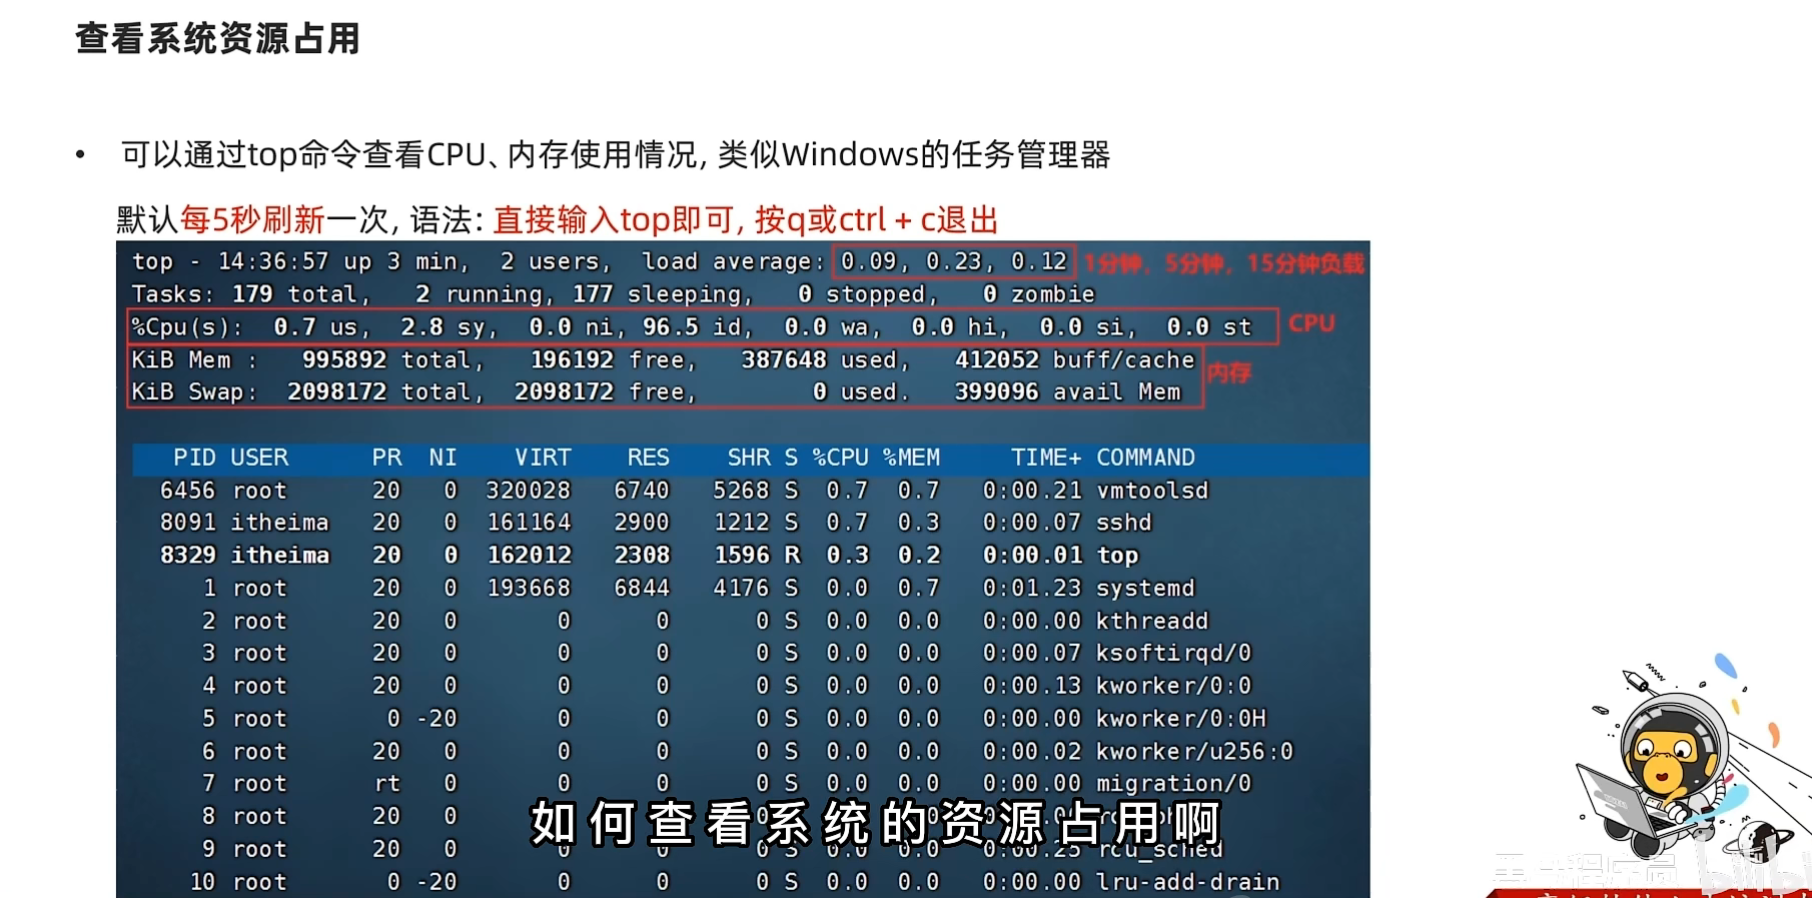 查看系统资源占用
• 可以通过top命令查看CPU、内存使用情况, 类似Windows的任务管理器
默认每5秒刷新一次, 语法: 直接输入top即可, 按q或ctrl + c退出
top - 14:36:57 up 3 min, 2 users, load average: 0.09, 0.23, 0.12 1分钟, 5分钟, 15分钟负载
Tasks: 179 total, 2 running, 177 sleeping, 0 stopped, 0 zombie
%Cpu(s): 0.7 us, 2.8 sy, 0.0 ni, 96.5 id, 0.0 wa, 0.0 hi, 0.0 si, 0.0 st CPU
KiB Mem : 995892 total, 196192 free, 387648 used, 412052 buff/cache
内存
KiB Swap: 2098172 total, 2098172 free, 0 used. 399096 avail Mem
PID USER PR NI VIRT RES SHR S %CPU %MEM TIME+ COMMAND
6456 root 20 0 320028 6740 5268 S 0.7 0.7 0:00.21 vmtoolsd
8091 itheima 20 0 161164 2900 1212 S 0.7 0.3 0:00.07 sshd
8329 itheima 20 0 162012 2308 1596 R 0.3 0.2 0:00.01 top
1 root 20 0 193668 6844 4176 S 0.0 0.7 0:01.23 systemd
2 root 20 0 0 0 0 S 0.0 0.0 0:00.00 kthreadd
3 root 20 0 0 0 0 S 0.0 0.0 0:00.07 ksoftirqd/0
4 root 20 0 0 0 0 S 0.0 0.0 0:00.13 kworker/0:0
5 root 0 -20 0 0 0 S 0.0 0.0 0:00.00 kworker/0:0H
6 root 20 0 0 0 0 S 0.0 0.0 0:00.02 kworker/u256:0
7 root rt 0 0 0 0 S 0.0 0.0 0:00.00 migration/0
8 root 20 0
如何查看系统的资源占用啊
9 root 20 0 0 0 0 S 0.0 0.0 0:00.25 rcu_sched
10 root 0 -20 0 0 0 S 0.0 0.0 0:00.00 lru-add-drain